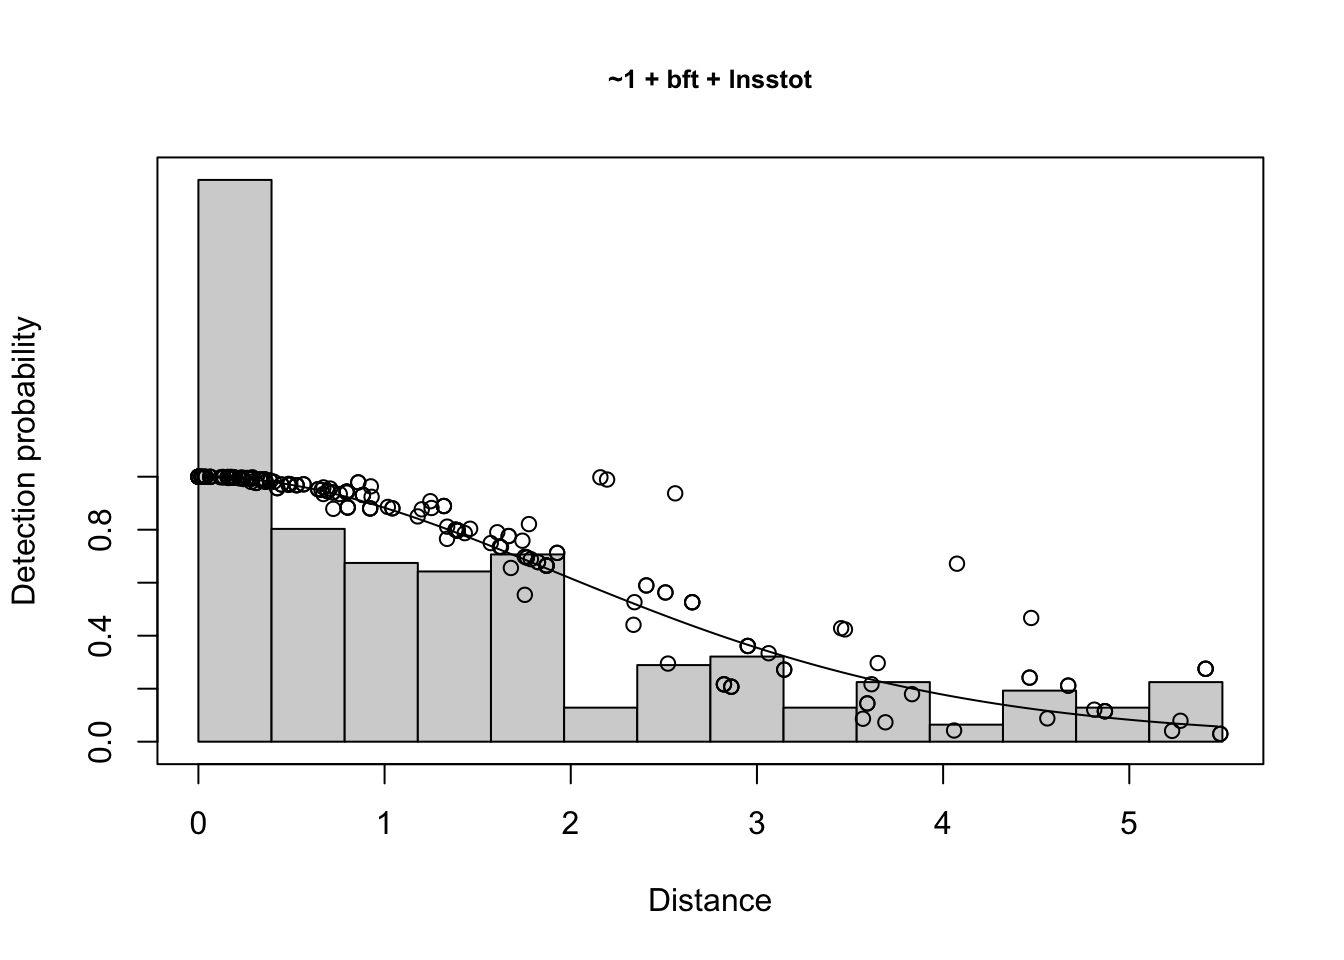 ~1 + bft + lnsstot
Detection probability
0.8
0.4
0.0
0 1 2 3 4 5
Distance